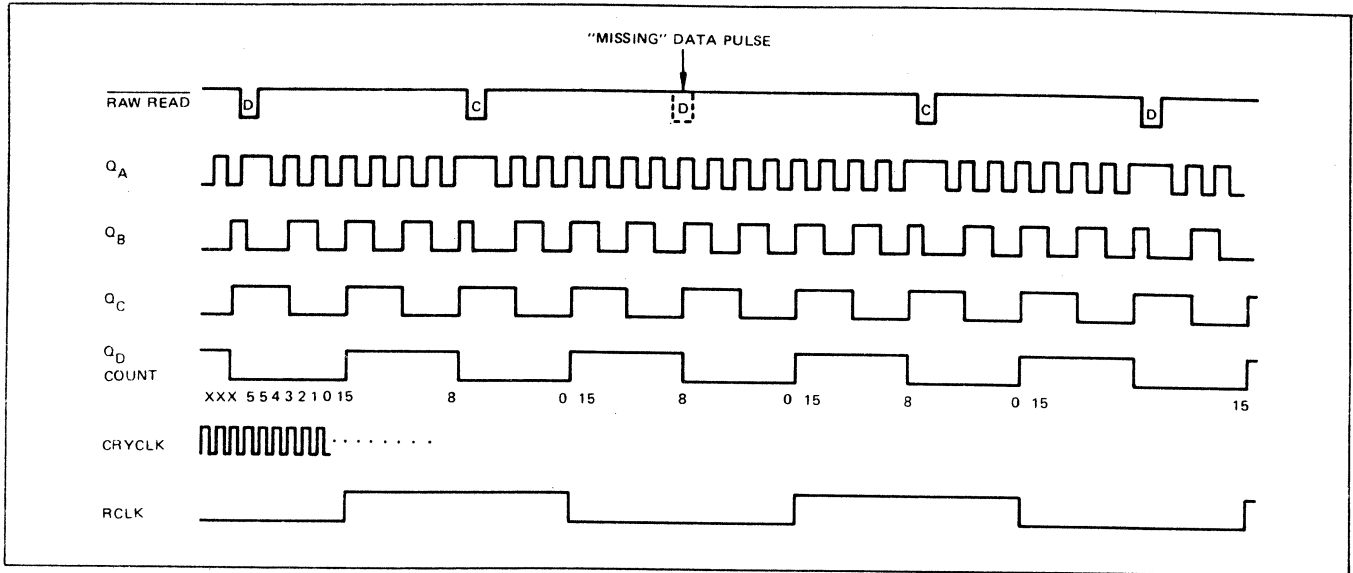 "MISSING" DATA PULSE
RAW READ
D C D C D
QA
QB
QC
QD
COUNT
XXX 5 5 4 3 2 1 0 15 8 0 15 8 0 15 8 0 15 15
CRYCLK
RCLK